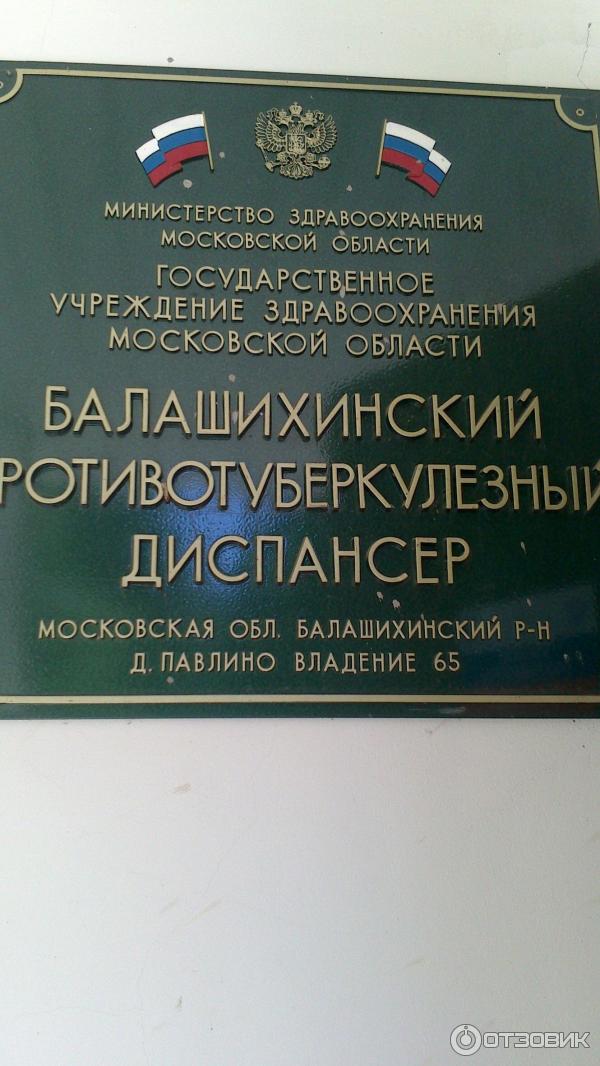 МИНИСТЕРСТВО ЗДРАВООХРАНЕНИЯ
МОСКОВСКОЙ ОБЛАСТИ
ГОСУДАРСТВЕННОЕ
УЧРЕЖДЕНИЕ ЗДРАВООХРАНЕНИЯ
МОСКОВСКОЙ ОБЛАСТИ
БАЛАШИХИНСКИЙ
РОТИВОТУБЕРКУЛЕЗНЫЙ
ДИСПАНСЕР
МОСКОВСКАЯ ОБЛ. БАЛАШИХИНСКИЙ Р-Н
Д. ПАВЛИНО ВЛАДЕНИЕ 65
ОТЗОВИК